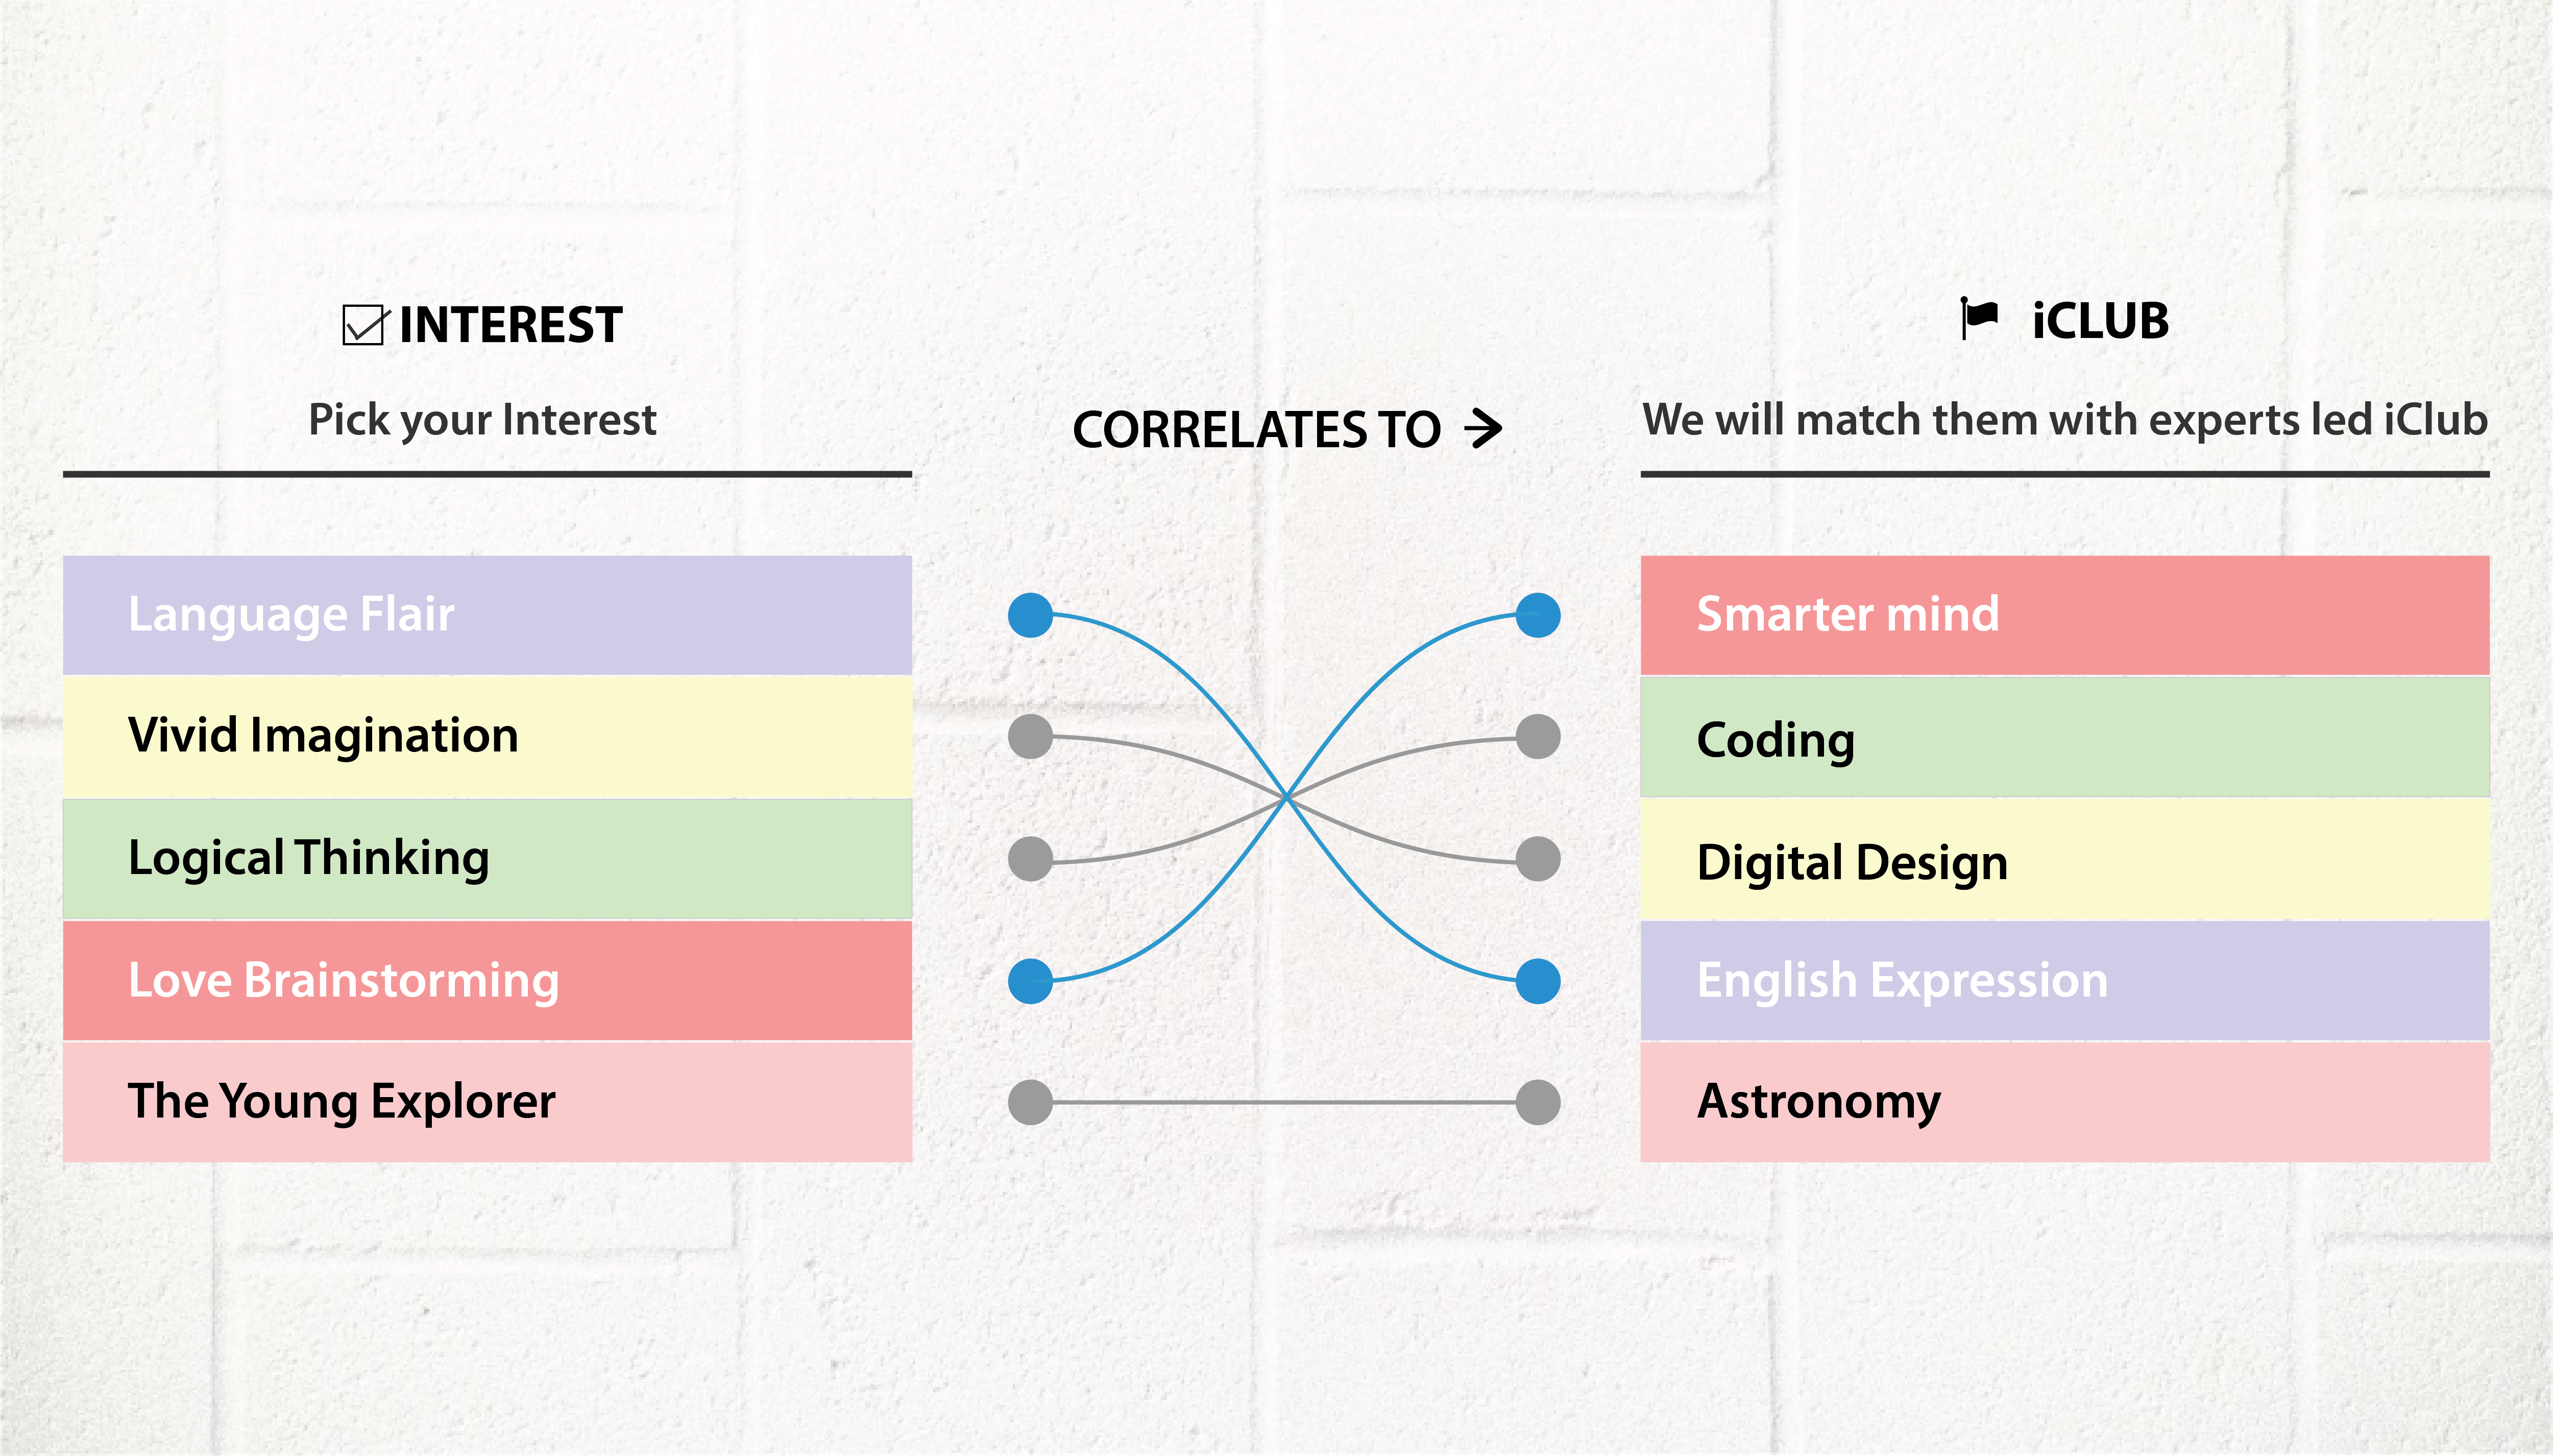 INTEREST
Pick your Interest
CORRELATES TO
iCLUB
We will match them with experts led iClub
Language Flair
Vivid Imagination
Logical Thinking
Love Brainstorming
The Young Explorer
Smarter mind
Coding
Digital Design
English Expression
Astronomy